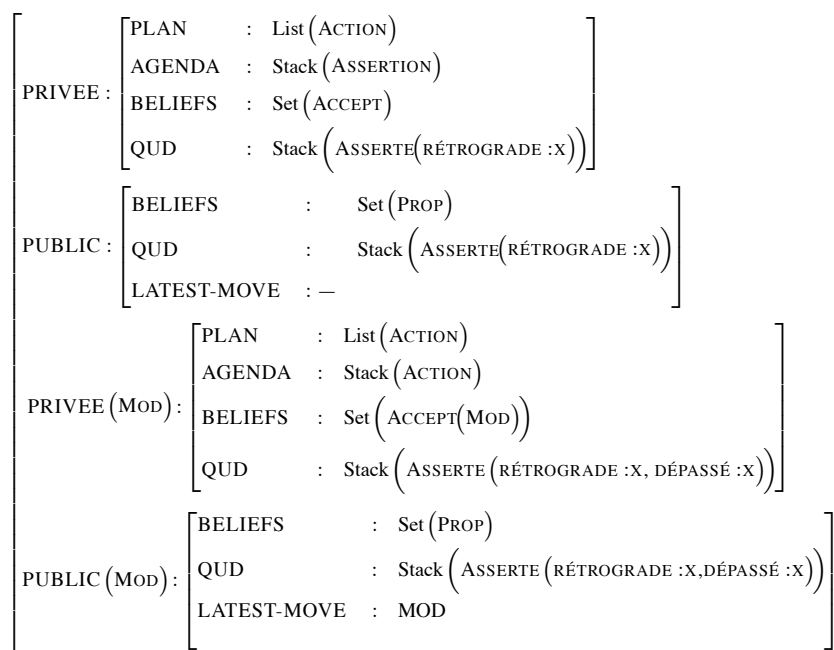 PLAN : List (ACTION)
AGENDA : Stack (ASSERTION)
PRIVEE :
BELIEFS : Set (ACCEPT)
QUD : Stack (ASSERTE(RÉTROGRADE :X))
BELIEFS : Set (PROP)
PUBLIC : QUD : Stack (ASSERTE(RÉTROGRADE :X))
LATEST-MOVE : —
PLAN : List (ACTION)
AGENDA : Stack (ACTION)
PRIVEE (MOD) :
BELIEFS : Set (ACCEPT(MOD))
QUD : Stack (ASSERTE (RÉTROGRADE :X, DÉPASSÉ :X))
BELIEFS : Set (PROP)
PUBLIC (MOD) : QUD : Stack (ASSERTE (RÉTROGRADE :X,DÉPASSÉ :X))
LATEST-MOVE : MOD